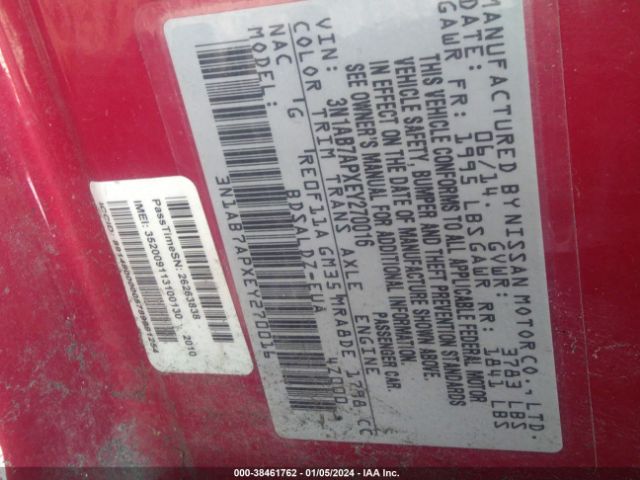 MANUFACTURED BY NISSAN MOTOR CO., LTD.
DATE: 06/14 GVWR: 3783 LBS
GAWR FR: 1995 LBS GAWR RR: 1841 LBS
THIS VEHICLE CONFORMS TO ALL APPLICABLE FEDERAL MOTOR
VEHICLE SAFETY, BUMPER AND THEFT PREVENTION STANDARDS
IN EFFECT ON THE DATE OF MANUFACTURE SHOWN ABOVE.
SEE OWNER'S MANUAL FOR ADDITIONAL INFORMATION.
VIN: 3N1AB7APXEY270016 PASSENGER CAR
COLOR TRIM TRANS AXLE ENGINE
NAC G RE0F11A GM35 MRA8DE 1798 CC
MODEL: BDSALDZ-EUA
3N1AB7APXEY270016
PassTimeSN: 26263838
IMEI: 352009113100130 2010
ICCID:
000-38461762 | 01/05/2024 | IAA Inc.